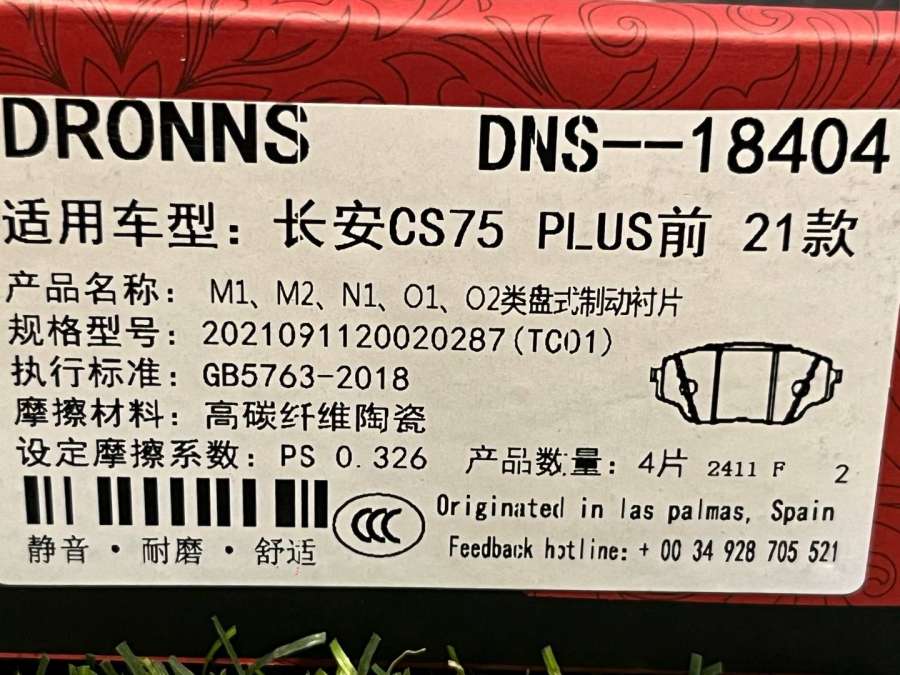 DRONNS DNS--18404
适用车型：长安CS75 PLUS前 21款
产品名称：M1、M2、N1、O1、O2类盘式制动衬片
规格型号：2021091120020287(TC01)
执行标准：GB5763-2018
摩擦材料：高碳纤维陶瓷
设定摩擦系数：PS 0.326 产品数量：4片 2411 F 2
CCC
Originated in las palmas, Spain
静音·耐磨·舒适 Feedback hotline: + 00 34 928 705 521